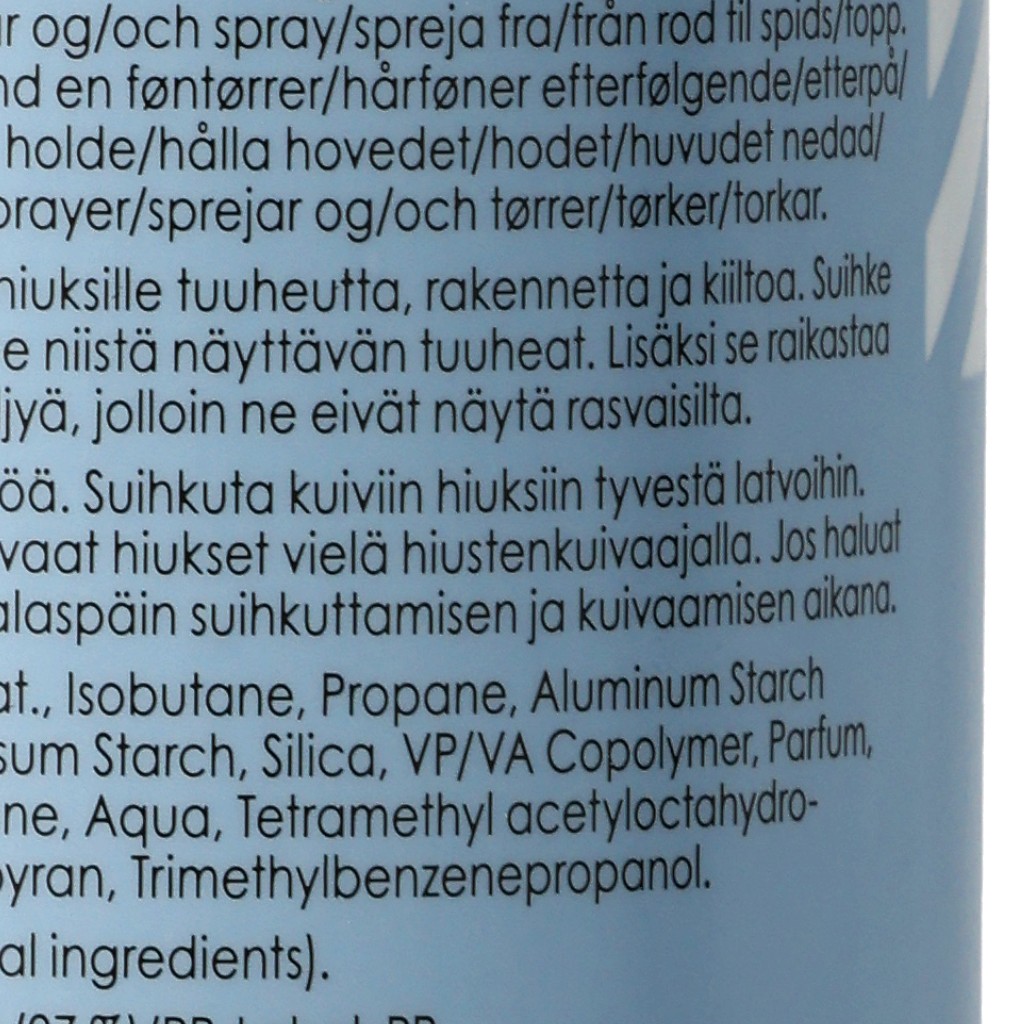 og/och spray/spreja fra/från rod til spids/topp.
en føntørrer/hårføner efterfølgende/etterpå/
holde/hålla hovedet/hodet/huvudet nedad/
prayer/sprejar og/och tørrer/tørker/torkar.
hiuksille tuuheutta, rakennetta ja kiiltoa. Suihke
e niistä näyttävän tuuheat. Lisäksi se raikastaa
jyä, jolloin ne eivät näytä rasvaisilta.
öä. Suihkuta kuiviin hiuksiin tyvestä latvoihin.
vaat hiukset vielä hiustenkuivaajalla. Jos haluat
alaspäin suihkuttamisen ja kuivaamisen aikana.
at., Isobutane, Propane, Aluminum Starch
sum Starch, Silica, VP/VA Copolymer, Parfum,
ne, Aqua, Tetramethyl acetyloctahydro-
pyran, Trimethylbenzenepropanol.
al ingredients).